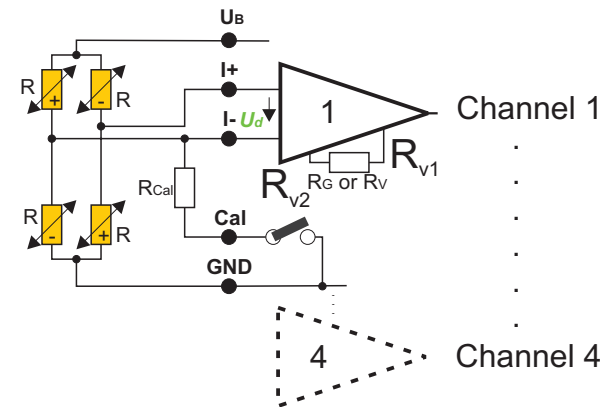 UB
I+
R + - R
1
Channel 1
I- Ud
RG or RV
Rv1
Rv2
RCal
Cal
R - + R
GND
4
Channel 4